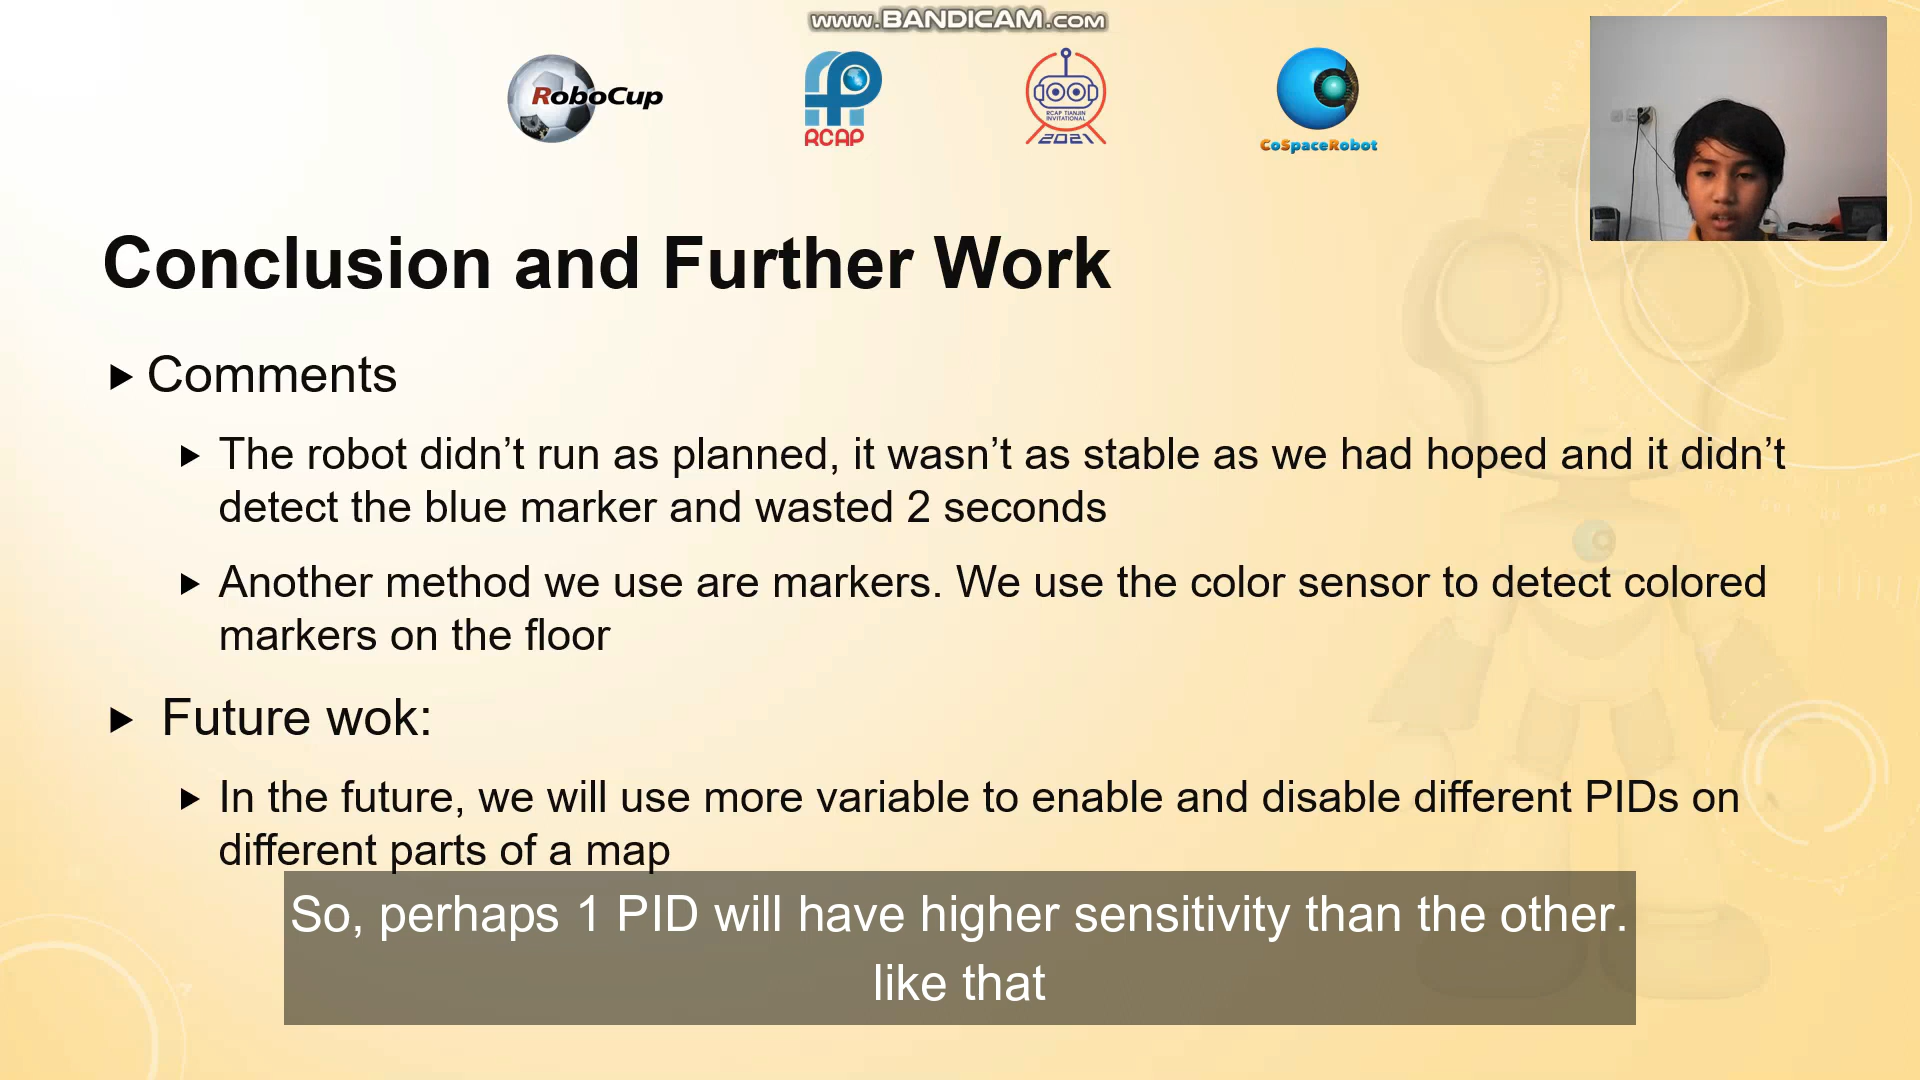 www.BANDICAM.com
RoboCup
RCAP
RCAP TIANJIN
INVITATIONAL
2021
CoSpaceRobot
Conclusion and Further Work
Comments
The robot didn’t run as planned, it wasn’t as stable as we had hoped and it didn’t
detect the blue marker and wasted 2 seconds
Another method we use are markers. We use the color sensor to detect colored
markers on the floor
Future wok:
In the future, we will use more variable to enable and disable different PIDs on
different parts of a map
So, perhaps 1 PID will have higher sensitivity than the other.
like that